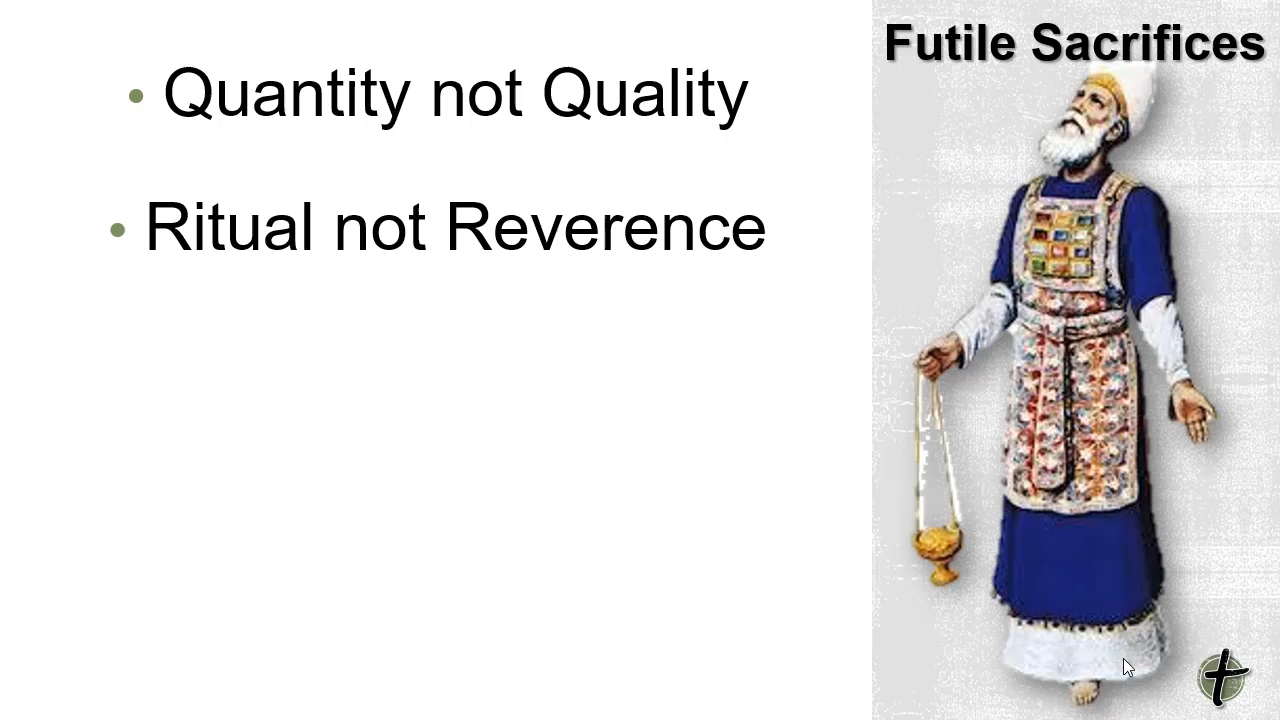 Futile Sacrifices
• Quantity not Quality
• Ritual not Reverence